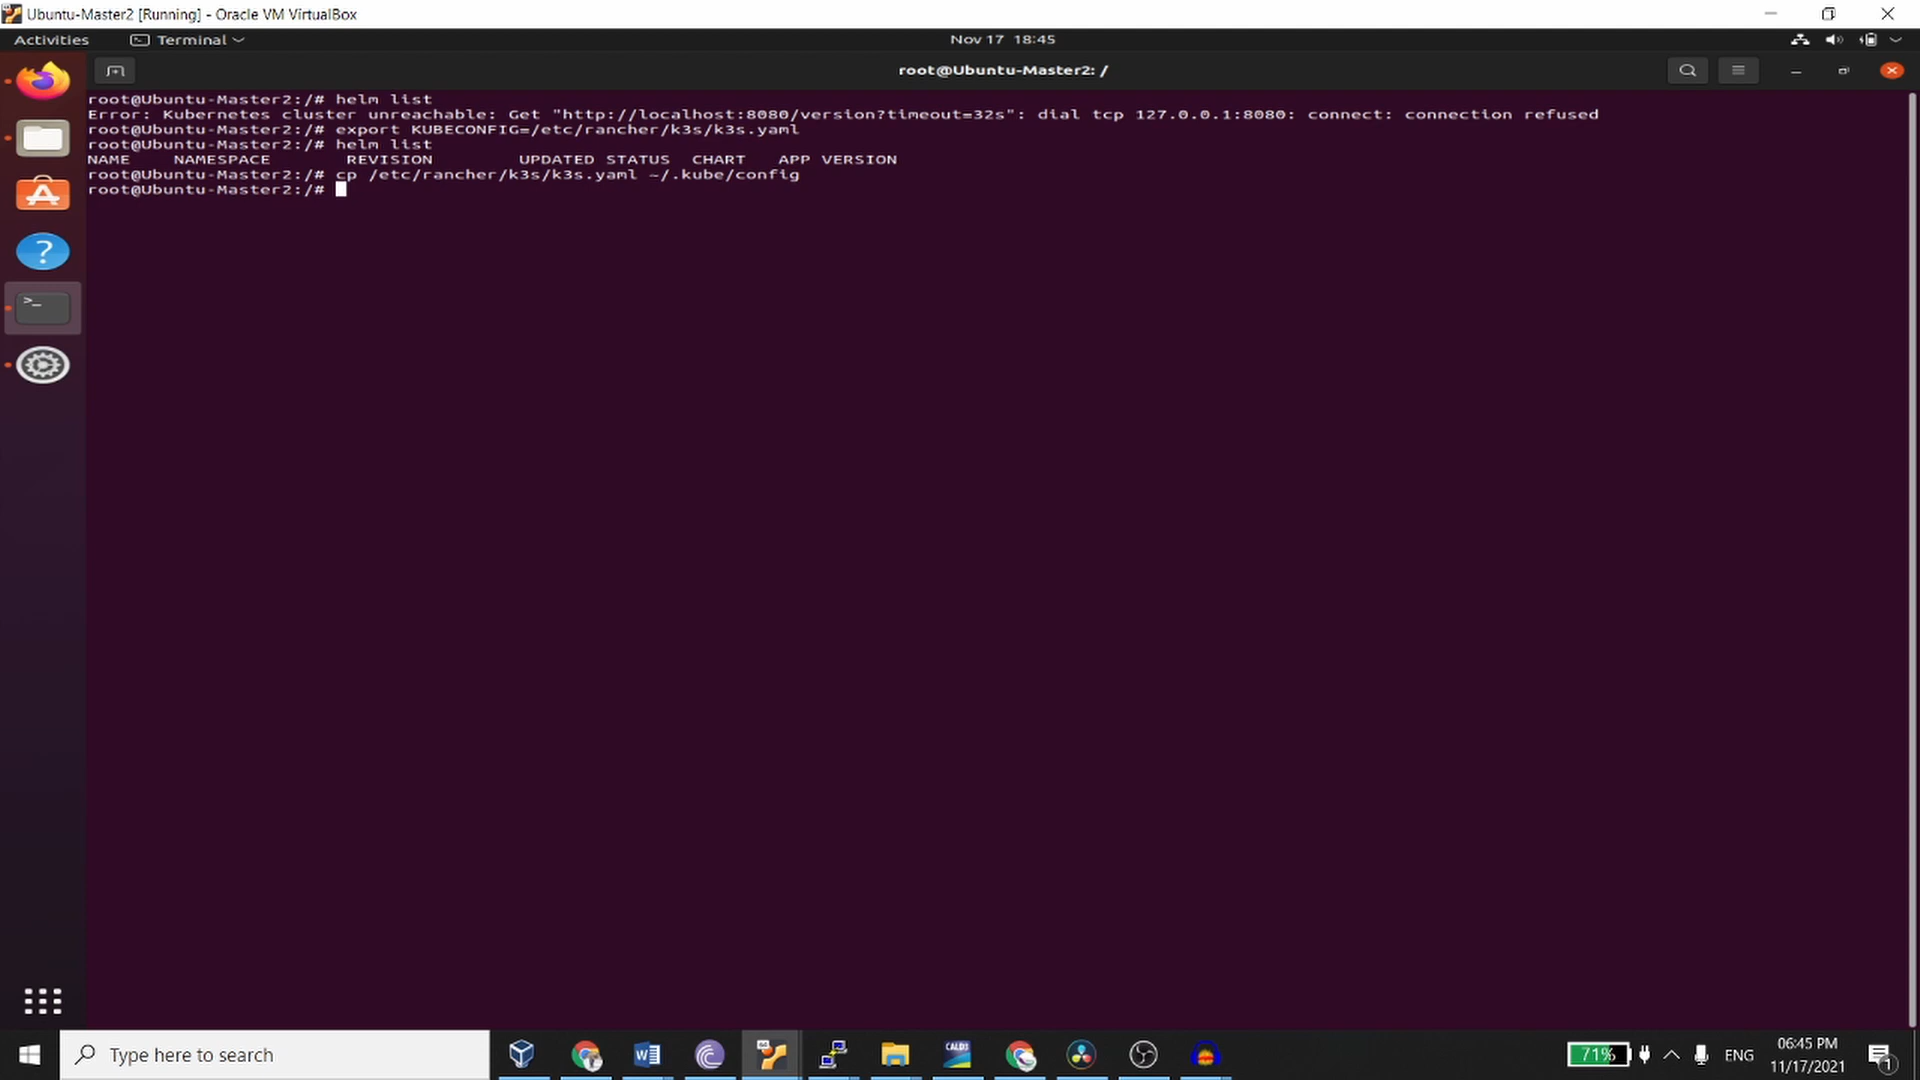 Ubuntu-Master2 [Running] - Oracle VM VirtualBox
Activities Terminal Nov 17 18:45
root@Ubuntu-Master2: /
root@Ubuntu-Master2:/# helm list
Error: Kubernetes cluster unreachable: Get "http://localhost:8080/version?timeout=32s": dial tcp 127.0.0.1:8080: connect: connection refused
root@Ubuntu-Master2:/# export KUBECONFIG=/etc/rancher/k3s/k3s.yaml
root@Ubuntu-Master2:/# helm list
NAME NAMESPACE REVISION UPDATED STATUS CHART APP VERSION
root@Ubuntu-Master2:/# cp /etc/rancher/k3s/k3s.yaml ~/.kube/config
root@Ubuntu-Master2:/#
Type here to search
CALDIS
71%
ENG
06:45 PM
11/17/2021
1